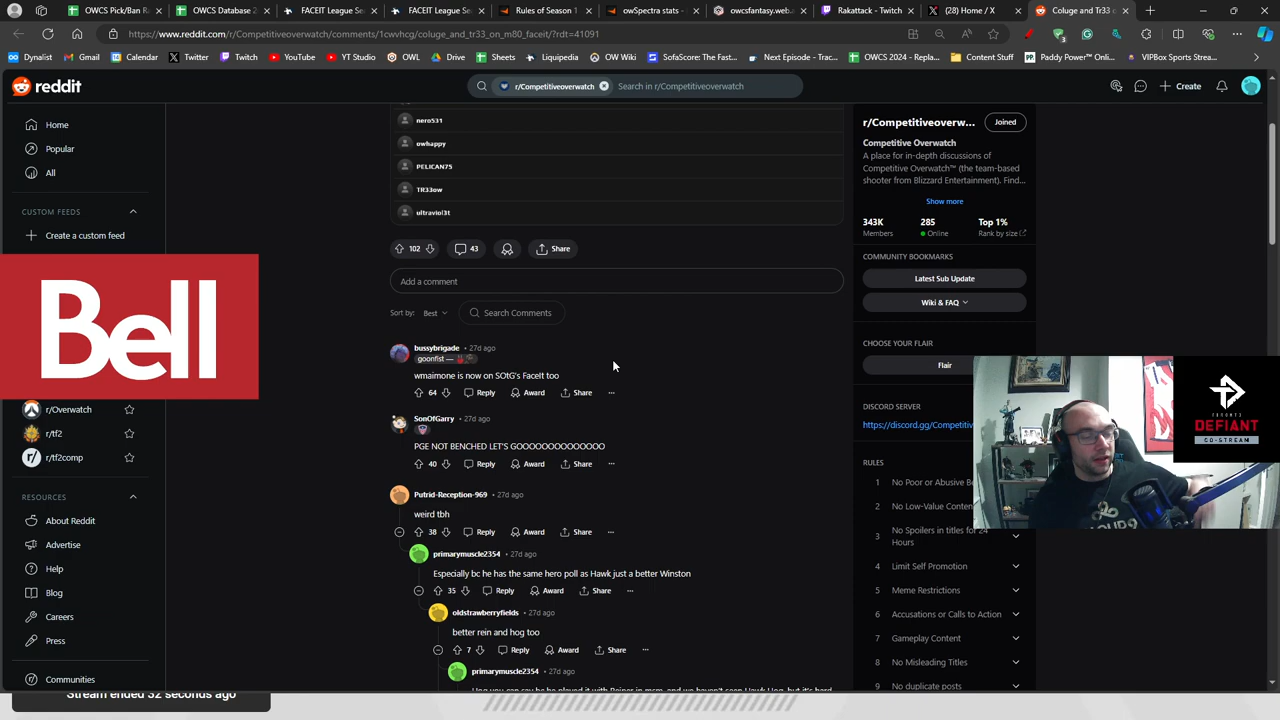 OWCS Pick/Ban Ra
OWCS Database 2
FACEIT League Sea
FACEIT League Sea
Rules of Season 1
owSpectra stats -
owcsfantasy.web.a
Rakattack - Twitch
(28) Home / X
Coluge and Tr33 o
https://www.reddit.com/r/Competitiveoverwatch/comments/1cwvhcg/coluge_and_tr33_on_m80_faceit/?rdt=41091
Dynalist
Gmail
Calendar
Twitter
Twitch
YouTube
YT Studio
OWL
Drive
Sheets
Liquipedia
OW Wiki
SofaScore: The Fast...
Next Episode - Trac...
OWCS 2024 - Repla...
Content Stuff
Paddy Power™ Onli...
VIPBox Sports Strea...
reddit
r/Competitiveoverwatch
Search in r/Competitiveoverwatch
Create
Home
Popular
All
CUSTOM FEEDS
Create a custom feed
Bell
r/Overwatch
r/tf2
r/tf2comp
RESOURCES
About Reddit
Advertise
Help
Blog
Careers
Press
Communities
Stream ended 32 seconds ago
nero531
owhappy
PELICAN75
TR33ow
ultraviol3t
102
43
Share
Add a comment
Sort by: Best
Search Comments
bussybrigade • 27d ago
goonfist —
wmaimone is now on SOtG's FaceIt too
64 Reply Award Share ...
SonOfGarry • 27d ago
PGE NOT BENCHED LET'S GOOOOOOOOOOOOOO
40 Reply Award Share ...
Putrid-Reception-969 • 27d ago
weird tbh
38 Reply Award Share ...
primarymuscle2354 • 27d ago
Especially bc he has the same hero poll as Hawk just a better Winston
35 Reply Award Share ...
oldstrawberryfields • 27d ago
better rein and hog too
7 Reply Award Share ...
primarymuscle2354 • 27d ago
r/Competitiveoverw...
Joined
Competitive Overwatch
A place for in-depth discussions of
Competitive Overwatch™ (the team-based
shooter from Blizzard Entertainment). Find...
Show more
343K
Members
285
Online
Top 1%
Rank by size
COMMUNITY BOOKMARKS
Latest Sub Update
Wiki & FAQ
CHOOSE YOUR FLAIR
Flair
DISCORD SERVER
https://discord.gg/Competitiv
RULES
1 No Poor or Abusive Be
2 No Low-Value Conten
3 No Spoilers in titles for 24
Hours
4 Limit Self Promotion
5 Meme Restrictions
6 Accusations or Calls to Action
7 Gameplay Content
8 No Misleading Titles
9 No duplicate posts
TORONTO
DEFIANT
CO-STREAM